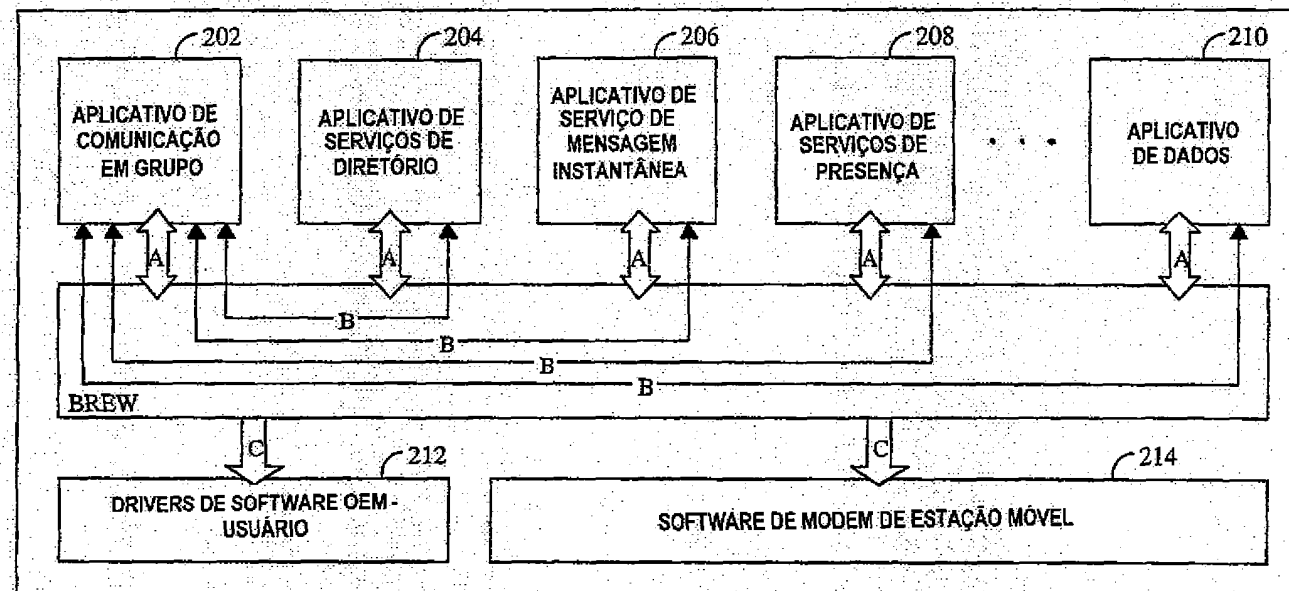 202
204
206
208
210
APLICATIVO DE
COMUNICAÇÃO
EM GRUPO
APLICATIVO DE
SERVIÇOS DE
DIRETÓRIO
APLICATIVO DE
SERVIÇO DE
MENSAGEM
INSTANTÂNEA
APLICATIVO DE
SERVIÇOS DE
PRESENÇA
. . .
APLICATIVO
DE DADOS
A
A
A
A
A
B
B
B
B
BREW
C
C
212
214
DRIVERS DE SOFTWARE OEM -
USUÁRIO
SOFTWARE DE MODEM DE ESTAÇÃO MÓVEL